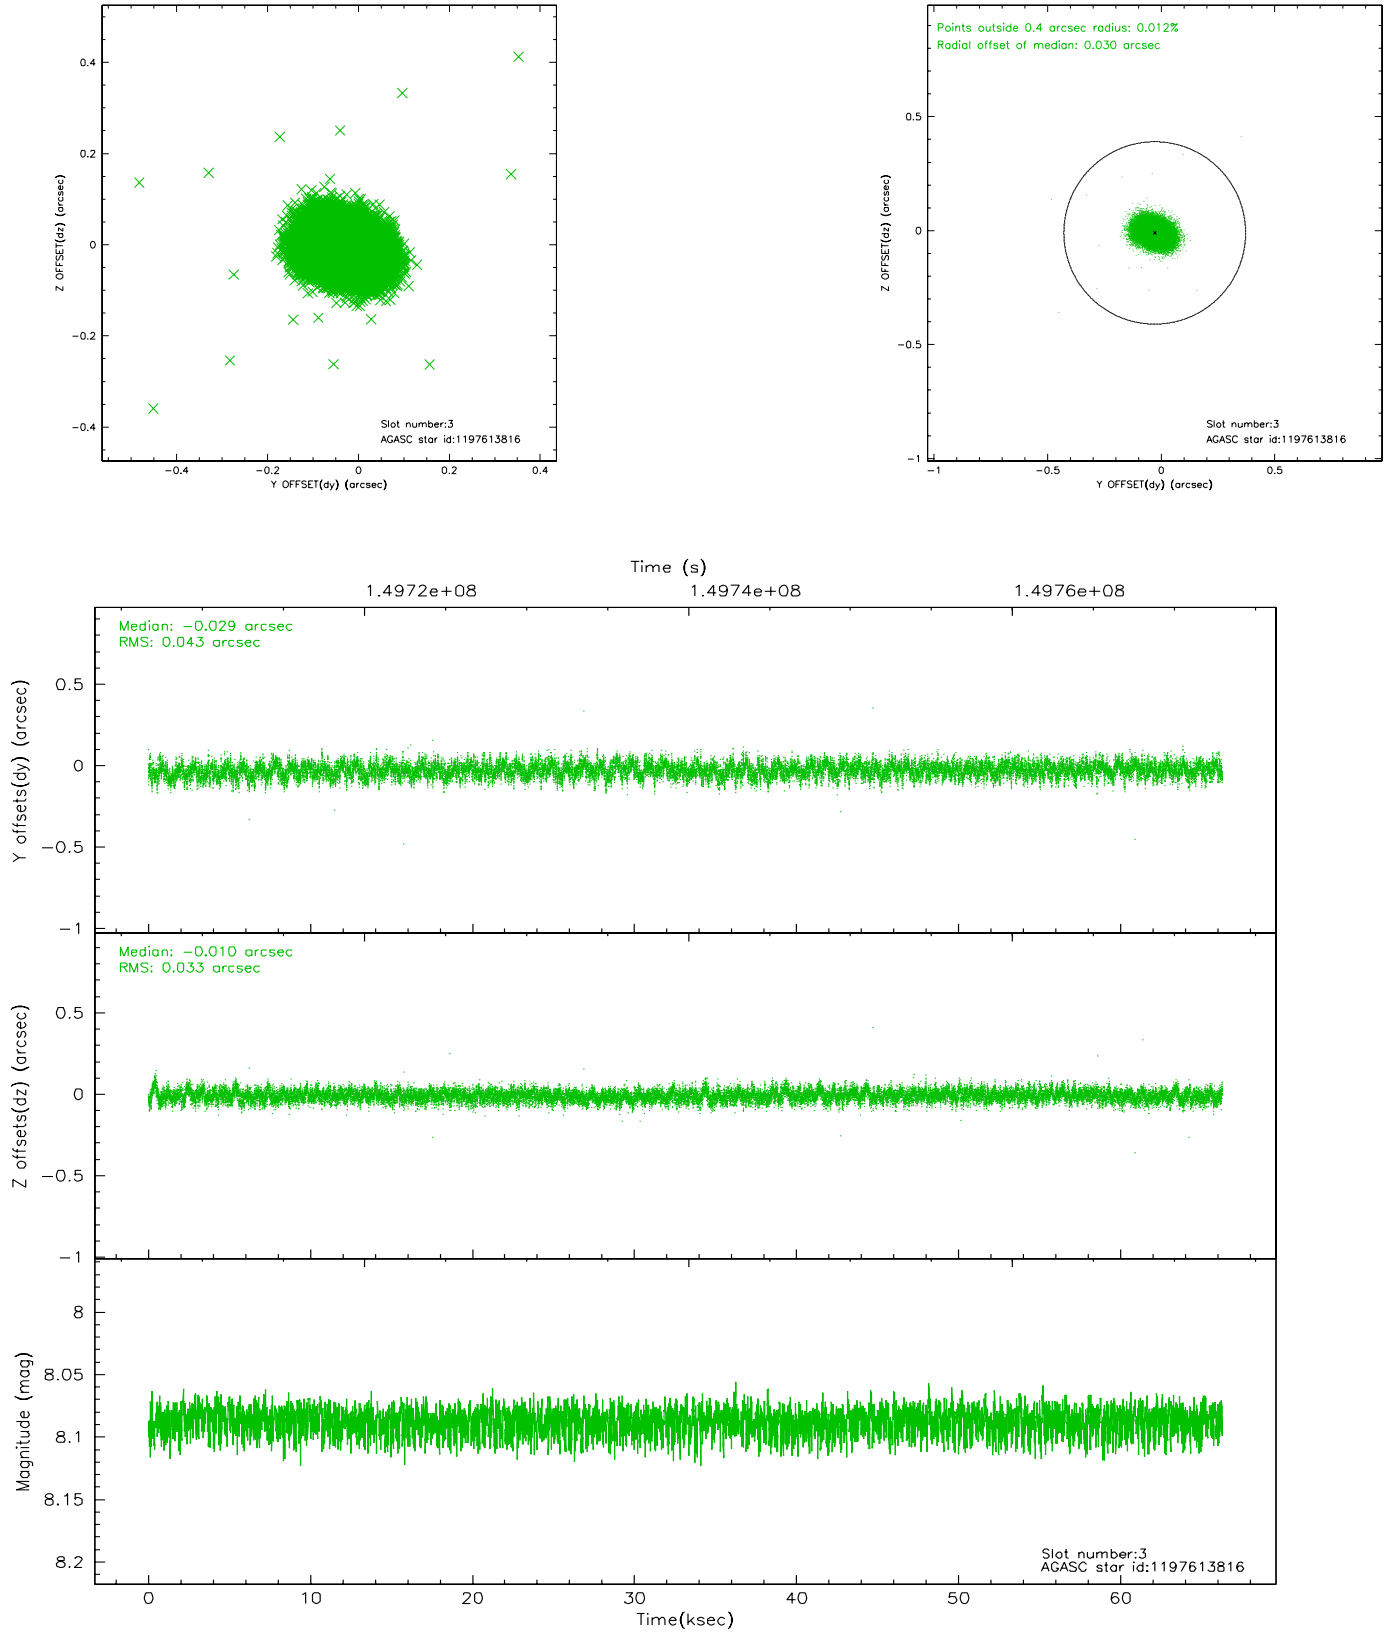 0.4
0.2
0
−0.2
−0.4
Z OFFSET(dz) (arcsec)
Slot number:3
AGASC star id:1197613816
−0.4
−0.2
0
0.2
0.4
Y OFFSET(dy) (arcsec)
Points outside 0.4 arcsec radius: 0.012%
Radial offset of median: 0.030 arcsec
0.5
0
−0.5
−1
Z OFFSET(dz) (arcsec)
Slot number:3
AGASC star id:1197613816
−1
−0.5
0
0.5
Y OFFSET(dy) (arcsec)
Time (s)
1.4972e+08
1.4974e+08
1.4976e+08
Median: −0.029 arcsec
RMS: 0.043 arcsec
0.5
0
−0.5
−1
Y offsets(dy) (arcsec)
Median: −0.010 arcsec
RMS: 0.033 arcsec
0.5
0
−0.5
−1
Z offsets(dz) (arcsec)
8
8.05
8.1
8.15
8.2
Magnitude (mag)
Slot number:3
AGASC star id:1197613816
0
10
20
30
40
50
60
Time(ksec)